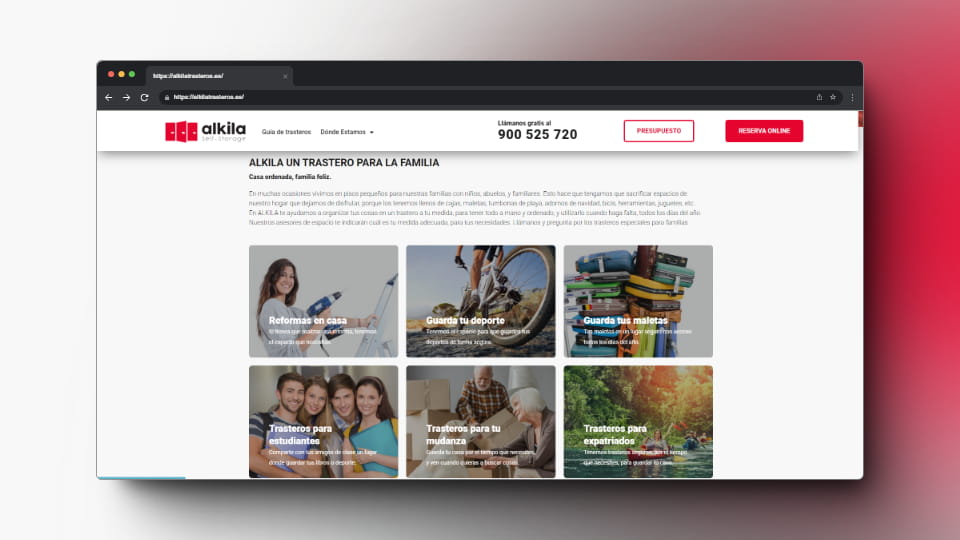 https://alkilatrasteros.es/
https://alkilatrasteros.es/
alkila
self-storage
Guía de trasteros
Dónde Estamos
Llámanos gratis al
900 525 720
PRESUPUESTO
RESERVA ONLINE
ALKILA UN TRASTERO PARA LA FAMILIA
Casa ordenada, familia feliz.
En muchas ocasiones vivimos en pisos pequeños para nuestras familias con niños, abuelos, y familiares. Esto hace que tengamos que sacrificar espacios de
nuestro hogar que dejamos de disfrutar, porque los tenemos llenos de cajas, maletas, tumbonas de playa, adornos de navidad, bicis, herramientas, juguetes, etc.
En ALKILA te ayudamos a organizar tus cosas en un trastero a tu medida, para tener todo a mano y ordenado, y utilizarlo cuando haga falta, todos los días del año.
Nuestros asesores de espacio te indicarán cuál es tu medida adecuada, para tus necesidades. Llámanos y pregunta por los trasteros especiales para familias
Reformas en casa
el espacio que necesites.
Guarda tu deporte
Tenemos el espacio para que guardes tus
deportes de forma segura.
Guarda tus maletas
Tus maletas en un lugar seguro con acceso
todos los días del año.
Trasteros para
estudiantes
Comparte con tus amigos de clase un lugar
donde guardar tus libros o deporte.
Trasteros para tu
mudanza
Guarda tu casa por el tiempo que necesites,
y ven cuando quieras a buscar cosas.
Trasteros para
expatriados
Tenemos trasteros seguros, por el tiempo
que necesites, para guardar tu casa.